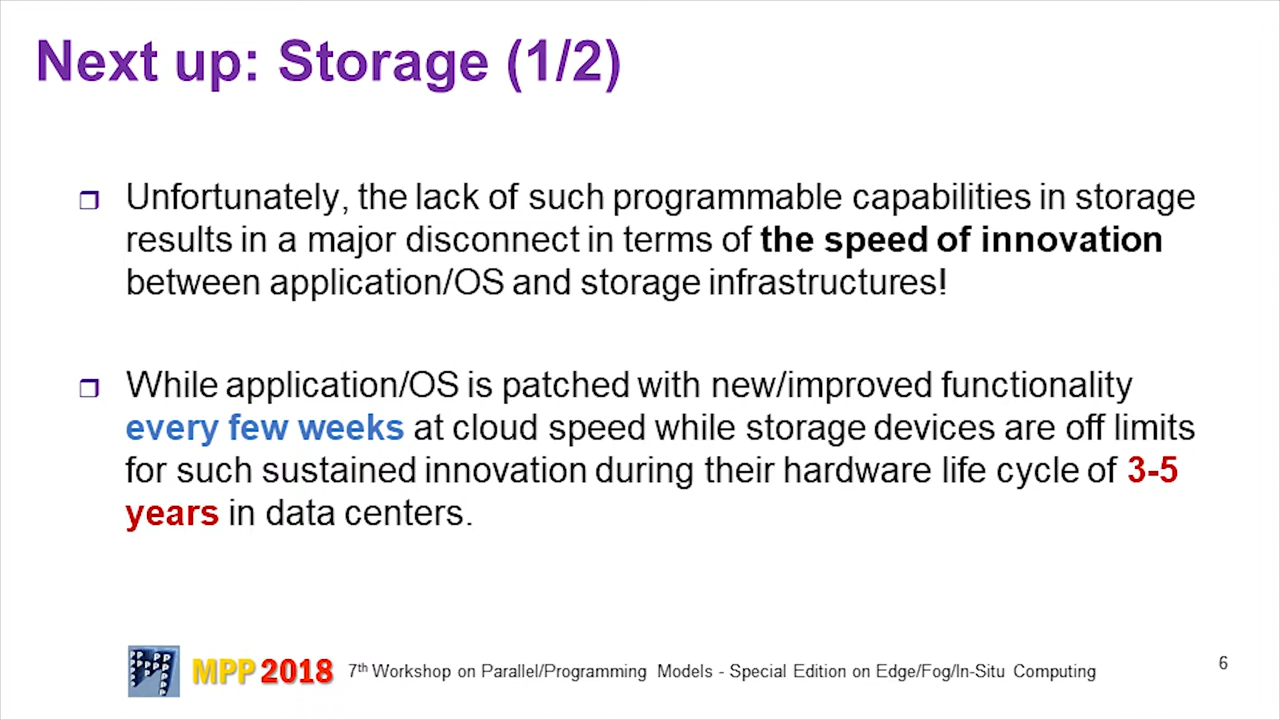 Next up: Storage (1/2)
Unfortunately, the lack of such programmable capabilities in storage
results in a major disconnect in terms of the speed of innovation
between application/OS and storage infrastructures!
While application/OS is patched with new/improved functionality
every few weeks at cloud speed while storage devices are off limits
for such sustained innovation during their hardware life cycle of 3-5
years in data centers.
MPP 2018 7th Workshop on Parallel/Programming Models - Special Edition on Edge/Fog/In-Situ Computing
6